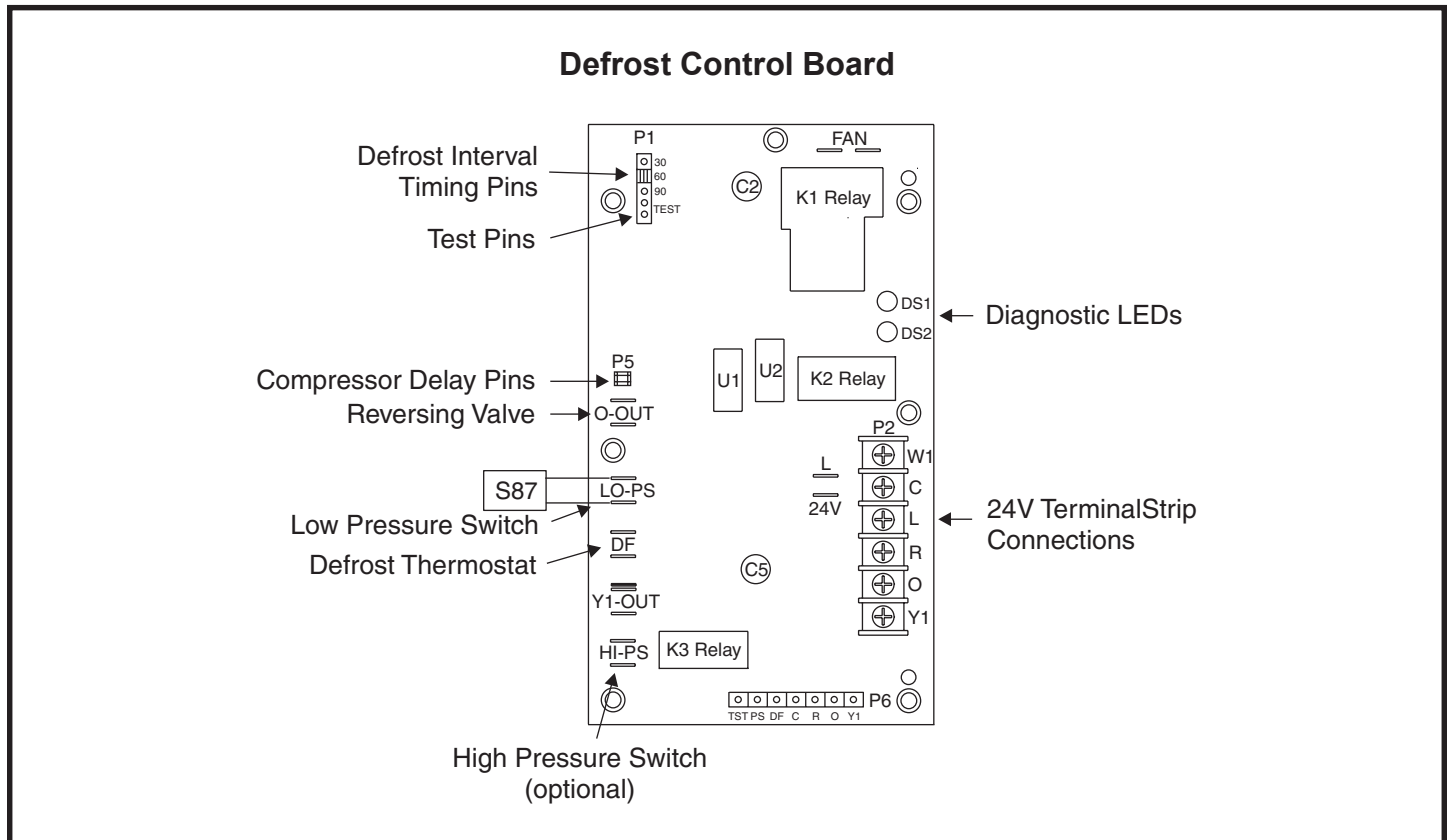 Defrost Control Board
P1
FAN
Defrost Interval
Timing Pins
30
60
90
TEST
C2
K1 Relay
Test Pins
DS1
DS2
Diagnostic LEDs
P5
U1
U2
K2 Relay
Compressor Delay Pins
Reversing Valve
O-OUT
P2
W1
C
L
R
O
Y1
L
24V
24V TerminalStrip
Connections
S87
LO-PS
Low Pressure Switch
DF
Defrost Thermostat
C5
Y1-OUT
HI-PS
K3 Relay
P6
TST PS DF C R O Y1
High Pressure Switch
(optional)